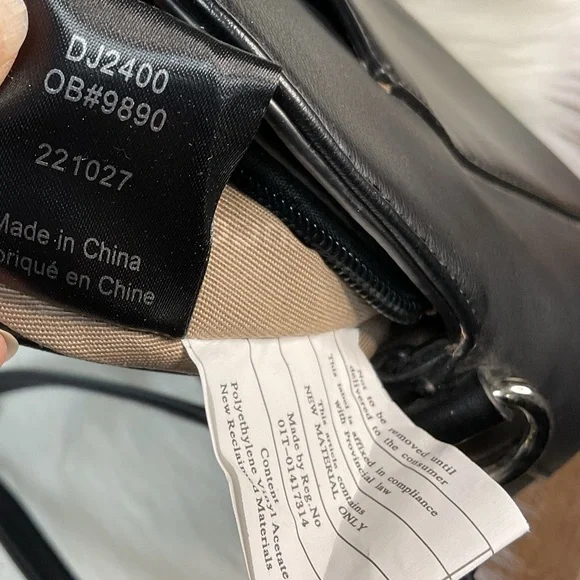 DJ2400
OB#9890
221027
Made in China
briqué en Chine
Not to be removed until
delivered to the consumer
This label is affixed in compliance
with Provincial law
This article contains
NEW MATERIAL ONLY
Made by Reg.No
01T-01417314
Content
Polyethylene Vinyl Acetate
New Reclaimed Materials